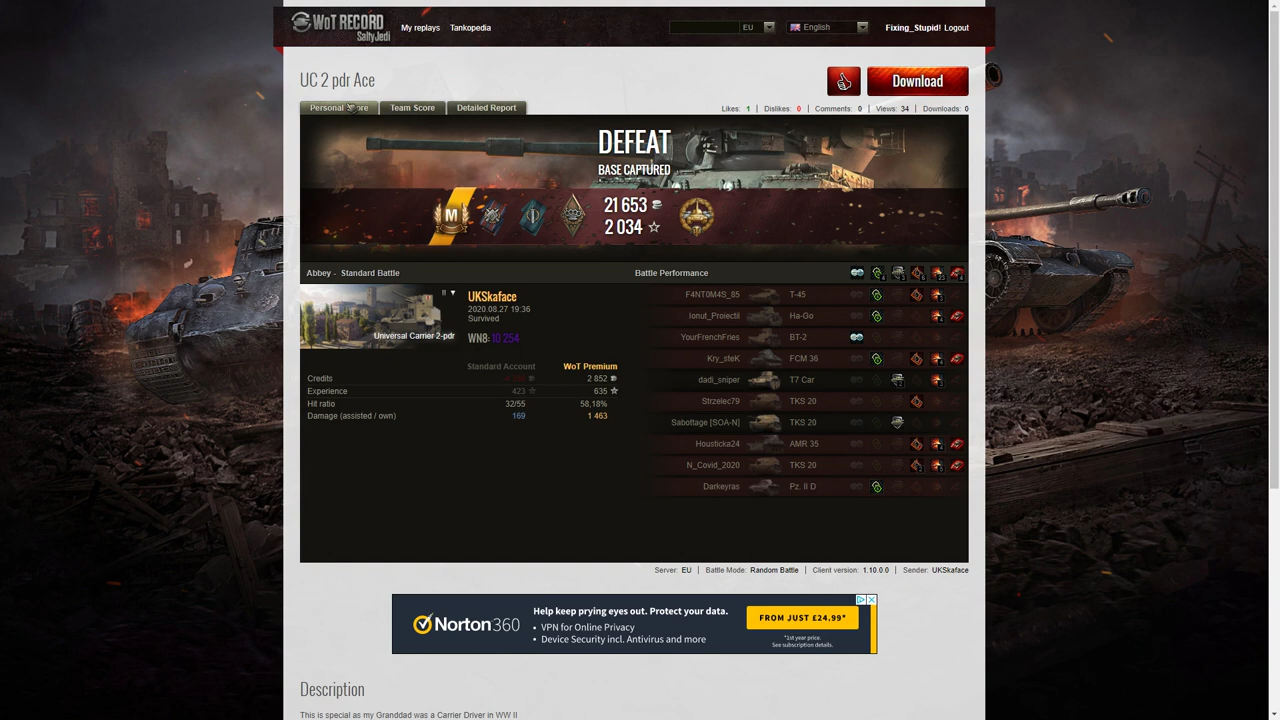 WoT RECORD
SaltyJedi
My replays
Tankopedia
EU
English
Fixing_Stupid! Logout
UC 2 pdr Ace
Download
Personal Score
Team Score
Detailed Report
Likes: 1 | Dislikes: 0 | Comments: 0 | Views: 34 | Downloads: 0
DEFEAT
BASE CAPTURED
M
21 653
2 034
Abbey - Standard Battle
Battle Performance
Universal Carrier 2-pdr
UKSkaface
2020.08.27 19:36
Survived
WN8: 10 254
Standard Account WoT Premium
Credits 2 852
Experience 423 635
Hit ratio 32/55 58,18%
Damage (assisted / own) 169 1 463
F4NT0M4S_85 T-45
Ionut_Proiectil Ha-Go
YourFrenchFries BT-2
Kry_steK FCM 36
dadi_sniper T7 Car
Strzelec79 TKS 20
Sabottage [SOA-N] TKS 20
Housticka24 AMR 35
N_Covid_2020 TKS 20
Darkeyras Pz. II D
Server: EU | Battle Mode: Random Battle | Client version: 1.10.0.0 | Sender: UKSkaface
Norton360
Help keep prying eyes out. Protect your data.
• VPN for Online Privacy
• Device Security incl. Antivirus and more
FROM JUST £24.99*
*1st year price.
See subscription details.
Description
This is special as my Granddad was a Carrier Driver in WW II